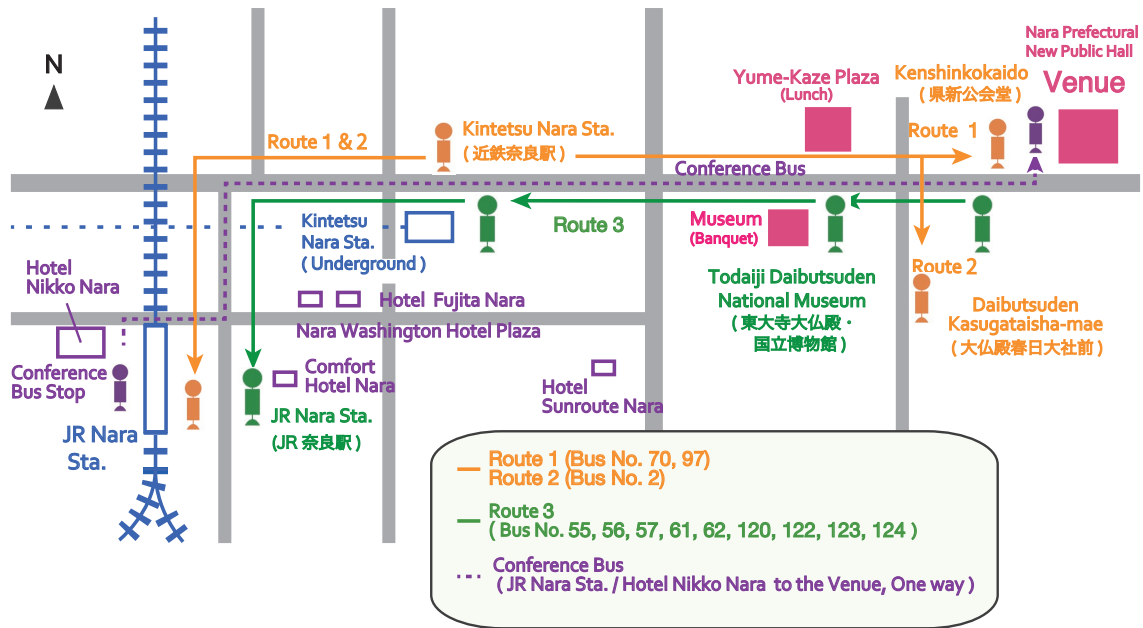 N
Nara Prefectural
New Public Hall
Venue
Kenshinkokaido
( 県新公会堂 )
Yume-Kaze Plaza
(Lunch)
Route 1
Route 1 & 2
Kintetsu Nara Sta.
( 近鉄奈良駅 )
Conference Bus
Kintetsu
Nara Sta.
( Underground )
Route 3
Museum
(Banquet)
Route 2
Hotel
Nikko Nara
Todaiji Daibutsuden
National Museum
( 東大寺大仏殿・
国立博物館 )
Daibutsuden
Kasugataisha-mae
( 大仏殿春日大社前 )
Hotel Fujita Nara
Nara Washington Hotel Plaza
Conference
Bus Stop
Comfort
Hotel Nara
Hotel
Sunroute Nara
JR Nara
Sta.
JR Nara Sta.
(JR 奈良駅 )
Route 1 (Bus No. 70, 97)
Route 2 (Bus No. 2)
Route 3
( Bus No. 55, 56, 57, 61, 62, 120, 122, 123, 124 )
Conference Bus
( JR Nara Sta. / Hotel Nikko Nara to the Venue, One way )